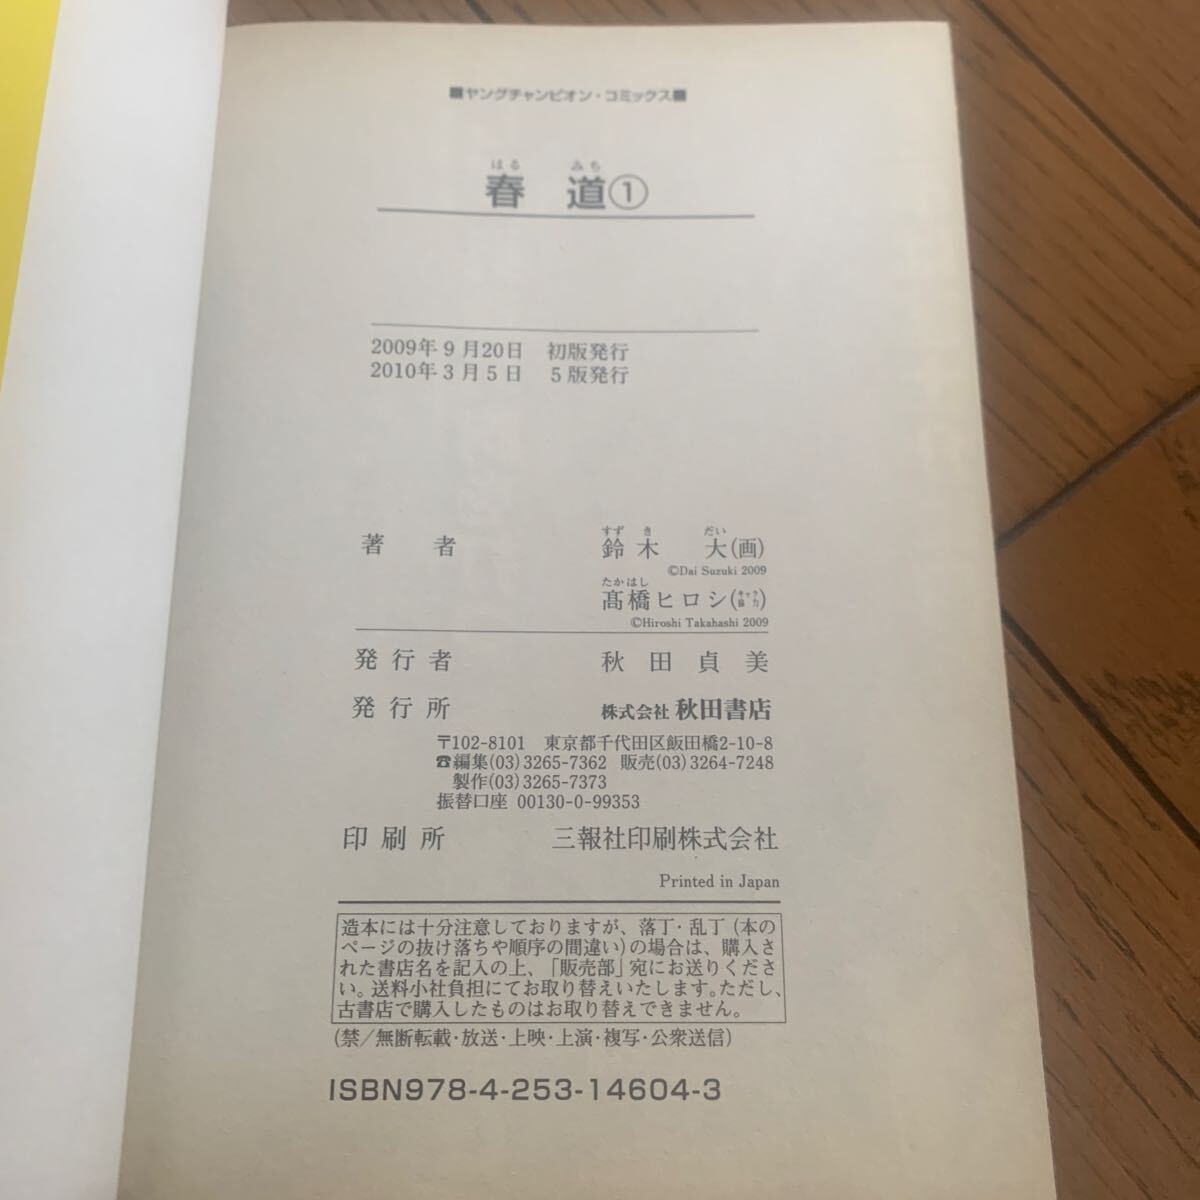 ■ヤングチャンピオン・コミックス■
はる みち
春 道①
2009年9月20日 初版発行
2010年3月5日 5版発行
すず き だい
著者 鈴木 大(画)
©Dai Suzuki 2009
たかはし
髙橋ヒロシ(キャラ協力)
©Hiroshi Takahashi 2009
発行者 秋田貞美
発行所 株式会社 秋田書店
〒102-8101 東京都千代田区飯田橋2-10-8
☎編集(03)3265-7362 販売(03)3264-7248
製作(03)3265-7373
振替口座 00130-0-99353
印刷所 三報社印刷株式会社
Printed in Japan
造本には十分注意しておりますが、落丁・乱丁（本の
ページの抜け落ちや順序の間違い）の場合は、購入され
た書店名を記入の上、「販売部」宛にお送りくださ
い。送料小社負担にてお取り替えいたします。ただし、
古書店で購入したものはお取り替えできません。
(禁／無断転載・放送・上映・上演・複写・公衆送信)
ISBN978-4-253-14604-3